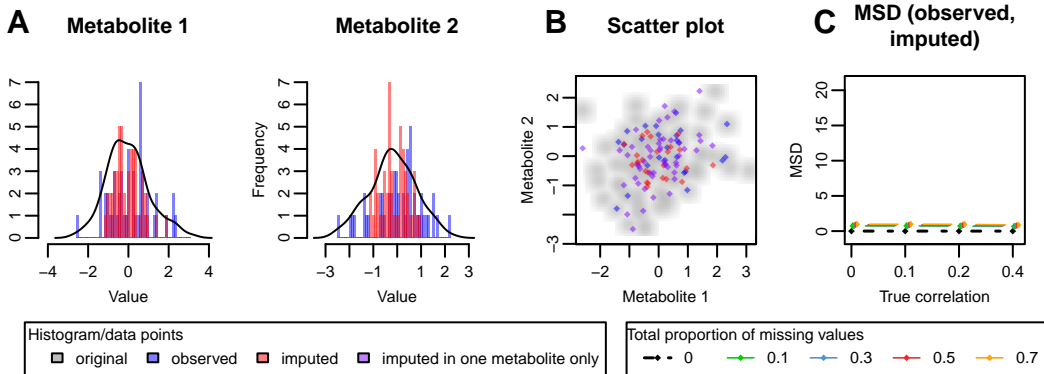 A
Metabolite 1
Metabolite 2
B
Scatter plot
C
MSD (observed,
imputed)
0 1 2 3 4 5 6 7
−4 −2 0 2 4
Value
Frequency
0 1 2 3 4 5 6 7
−3 −1 0 1 2 3
Value
Metabolite 2
−3 −1 0 1 2
−2 −1 0 1 2 3
Metabolite 1
MSD
0 5 10 15 20
0 0.1 0.2 0.4
True correlation
Histogram/data points
original observed imputed imputed in one metabolite only
Total proportion of missing values
0 0.1 0.3 0.5 0.7